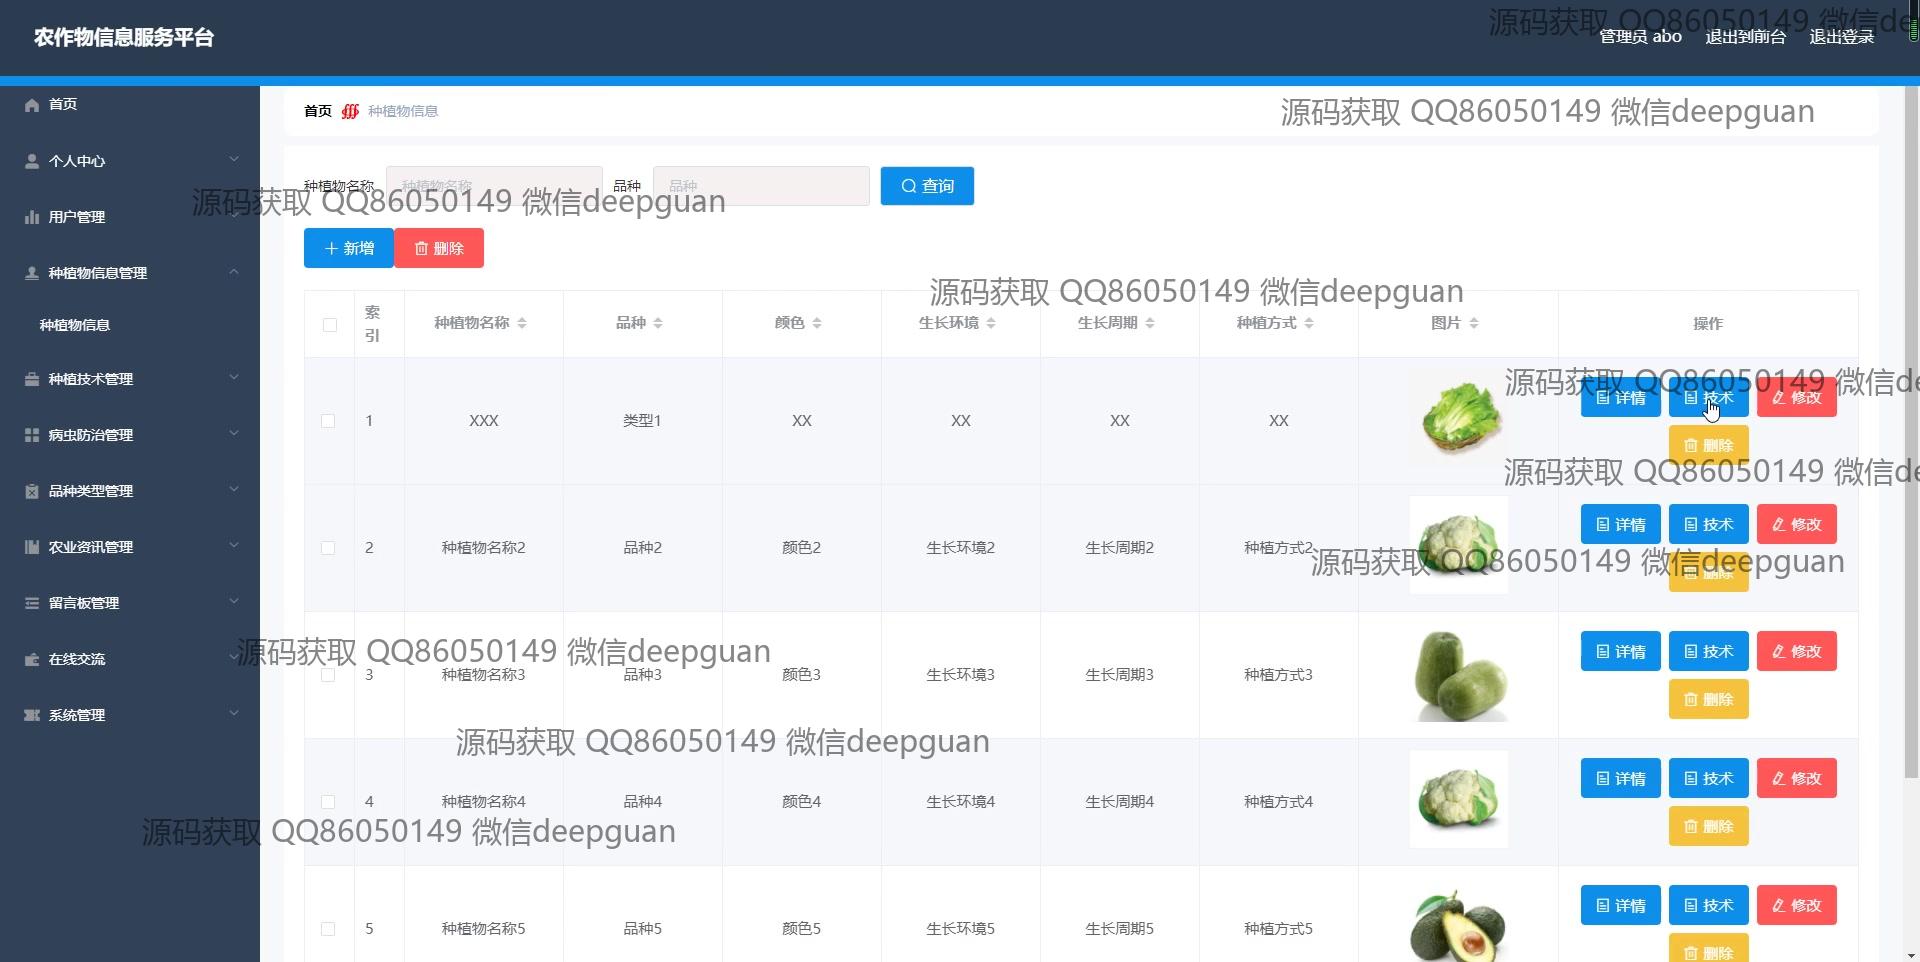 农作物信息服务平台
源码获取 QQ86050149 微信de
管理员 abo 退出到前台 退出登录
首页
个人中心
用户管理
种植物信息管理
种植物信息
种植技术管理
病虫防治管理
品种类型管理
农业资讯管理
留言板管理
在线交流
系统管理
首页 种植物信息
源码获取 QQ86050149 微信deepguan
种植物名称 种植物名称 品种 品种 查询
源码获取 QQ86050149 微信deepguan
新增 删除
源码获取 QQ86050149 微信deepguan
索引 种植物名称 品种 颜色 生长环境 生长周期 种植方式 图片 操作
源码获取 QQ86050149 微信d
1 XXX 类型1 XX XX XX XX 详情 技术 修改
删除
源码获取 QQ86050149 微信de
2 种植物名称2 品种2 颜色2 生长环境2 生长周期2 种植方式2 详情 技术 修改
删除
源码获取 QQ86050149 微信deepguan
源码获取 QQ86050149 微信deepguan
3 种植物名称3 品种3 颜色3 生长环境3 生长周期3 种植方式3 详情 技术 修改
删除
源码获取 QQ86050149 微信deepguan
4 种植物名称4 品种4 颜色4 生长环境4 生长周期4 种植方式4 详情 技术 修改
删除
源码获取 QQ86050149 微信deepguan
5 种植物名称5 品种5 颜色5 生长环境5 生长周期5 种植方式5 详情 技术 修改
删除